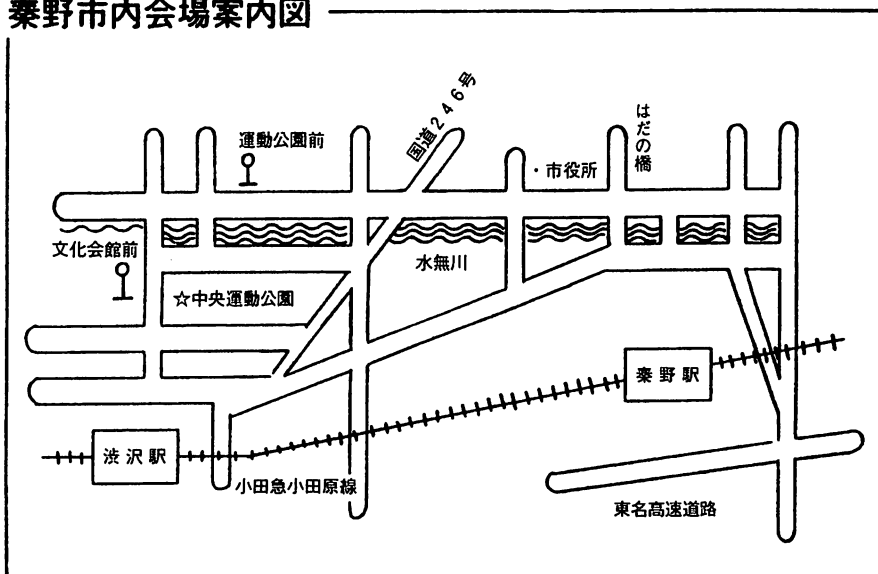 秦野市内会場案内図
国道246号
はだの橋
運動公園前
・市役所
文化会館前
水無川
☆中央運動公園
秦野駅
渋沢駅
小田急小田原線
東名高速道路